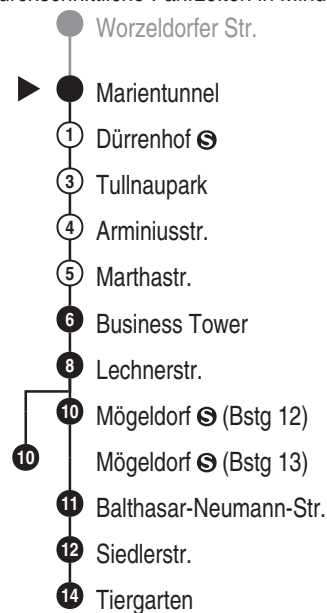 Worzeldorfer Str.
Marientunnel
1 Dürrenhof S
3 Tullnaupark
4 Arminiusstr.
5 Marthastr.
6 Business Tower
8 Lechnerstr.
10 Mögeldorf S (Bstg 12)
10 Mögeldorf S (Bstg 13)
11 Balthasar-Neumann-Str.
12 Siedlerstr.
14 Tiergarten